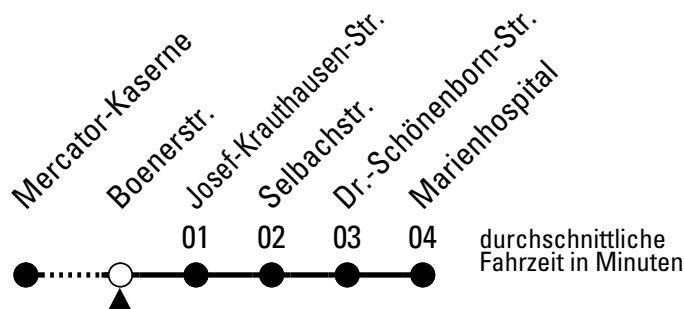 Mercator-Kaserne
Boenerstr.
Josef-Krauthausen-Str.
Selbachstr.
Dr.-Schönenborn-Str.
Marienhospital
01 02 03 04
durchschnittliche
Fahrzeit in Minuten